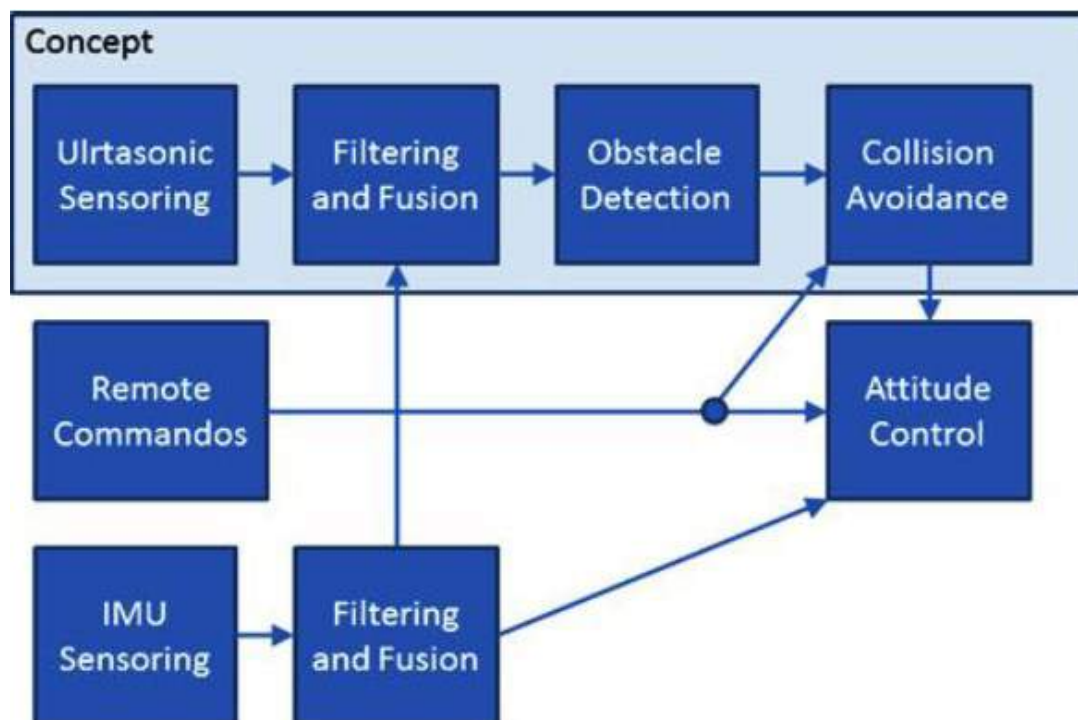 Concept
Ulrtasonic
Sensoring
Filtering
and Fusion
Obstacle
Detection
Collision
Avoidance
Remote
Commandos
Attitude
Control
IMU
Sensoring
Filtering
and Fusion